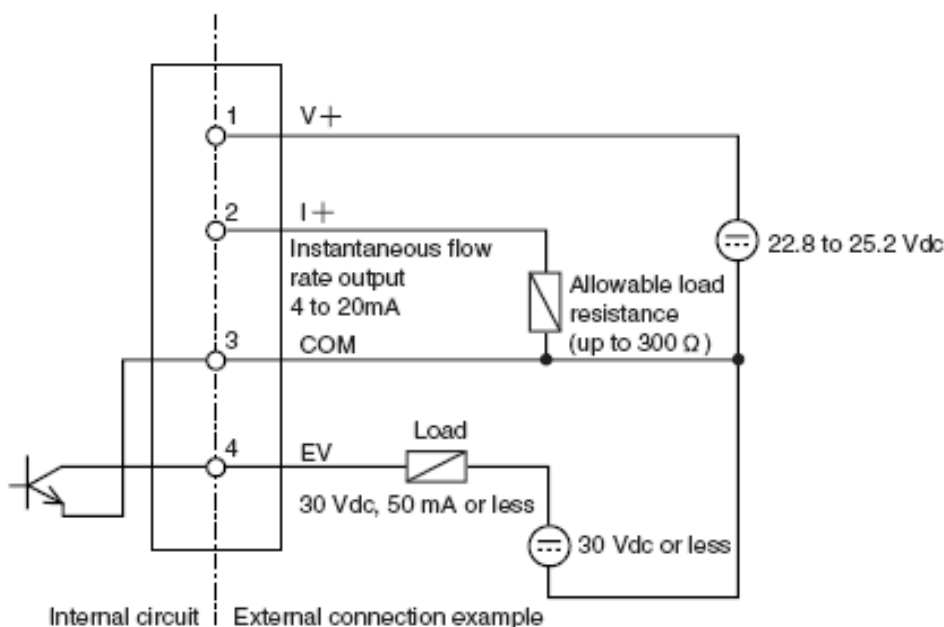 1
V+
2
I+
Instantaneous flow
rate output
4 to 20mA
22.8 to 25.2 Vdc
Allowable load
resistance
(up to 300 Ω)
3
COM
4
EV
Load
30 Vdc, 50 mA or less
30 Vdc or less
Internal circuit
External connection example